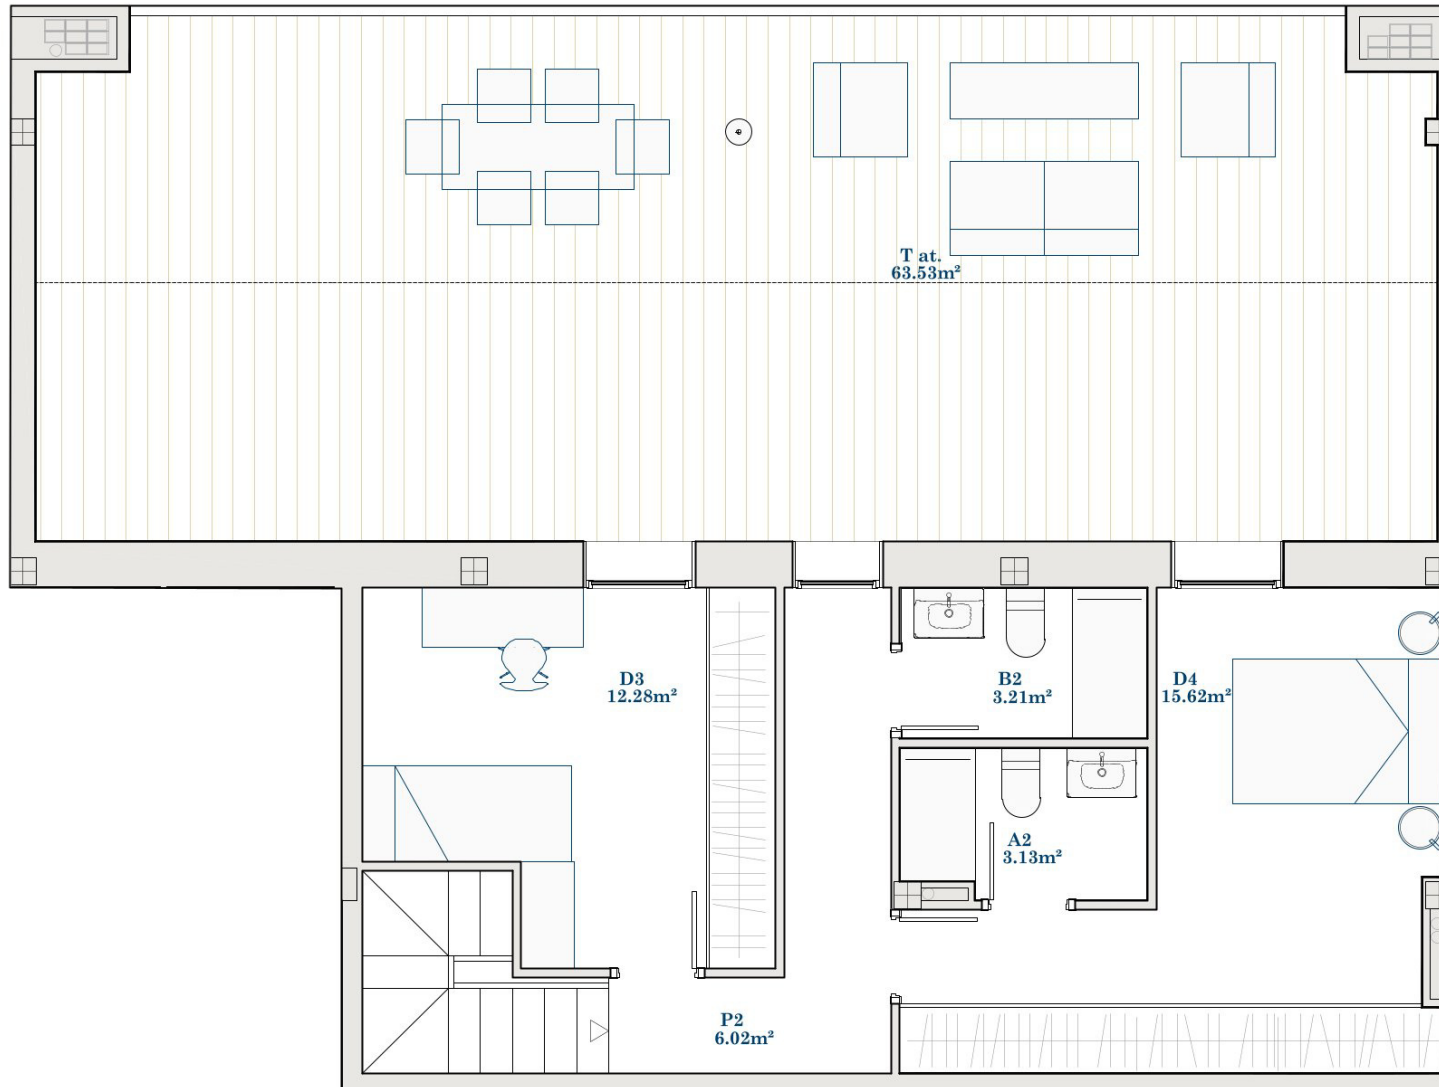 T at.
63.53m²
D3
12.28m²
B2
3.21m²
D4
15.62m²
A2
3.13m²
P2
6.02m²